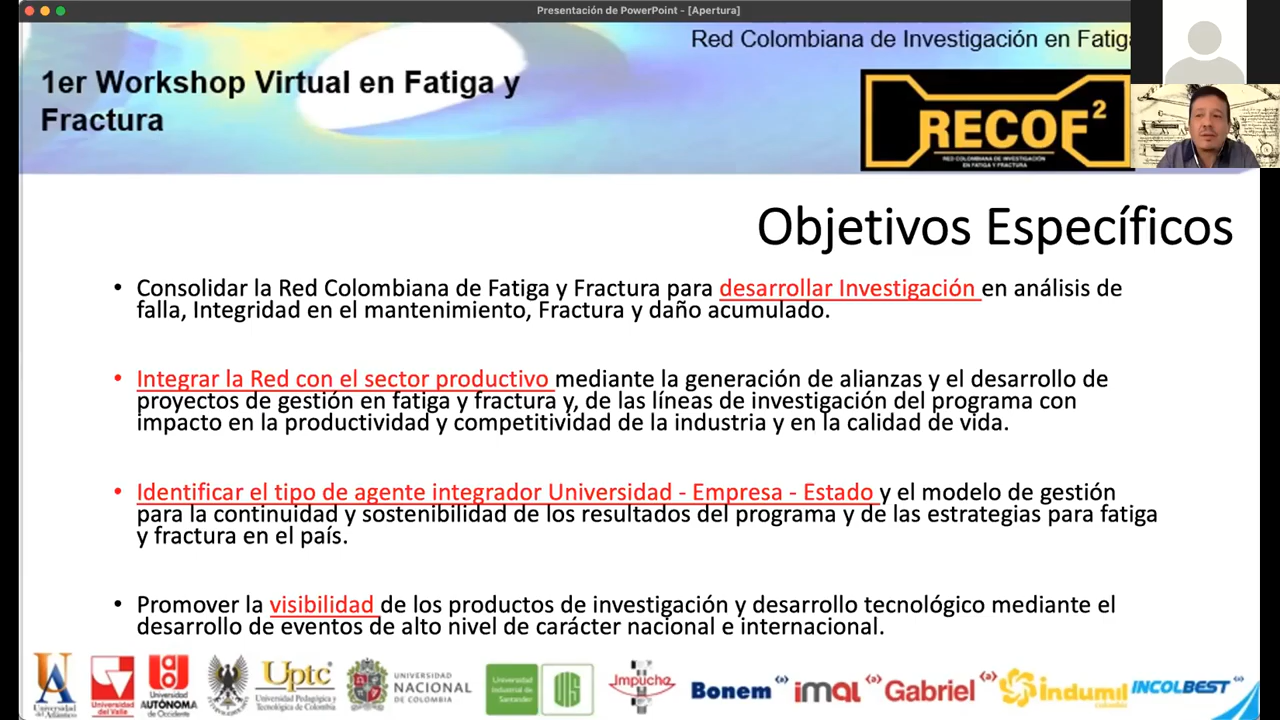 Presentación de PowerPoint - [Apertura]
Red Colombiana de Investigación en Fatig
1er Workshop Virtual en Fatiga y
Fractura
RECOF²
RED COLOMBIANA DE INVESTIGACIÓN
EN FATIGA Y FRACTURA
Objetivos Específicos
• Consolidar la Red Colombiana de Fatiga y Fractura para desarrollar Investigación en análisis de
falla, Integridad en el mantenimiento, Fractura y daño acumulado.
• Integrar la Red con el sector productivo mediante la generación de alianzas y el desarrollo de
proyectos de gestión en fatiga y fractura y, de las líneas de investigación del programa con
impacto en la productividad y competitividad de la industria y en la calidad de vida.
• Identificar el tipo de agente integrador Universidad - Empresa - Estado y el modelo de gestión
para la continuidad y sostenibilidad de los resultados del programa y de las estrategias para fatiga
y fractura en el país.
• Promover la visibilidad de los productos de investigación y desarrollo tecnológico mediante el
desarrollo de eventos de alto nivel de carácter nacional e internacional.
Universidad
del Atlántico
Universidad
del Valle
Universidad
AUTÓNOMA
de Occidente
Uptc
Universidad Pedagógica y
Tecnológica de Colombia
UNIVERSIDAD
NACIONAL
DE COLOMBIA
Universidad
Industrial de
Santander
UIS
Impucha
Bonem
imal
Gabriel
indumil
colombia
INCOLBEST